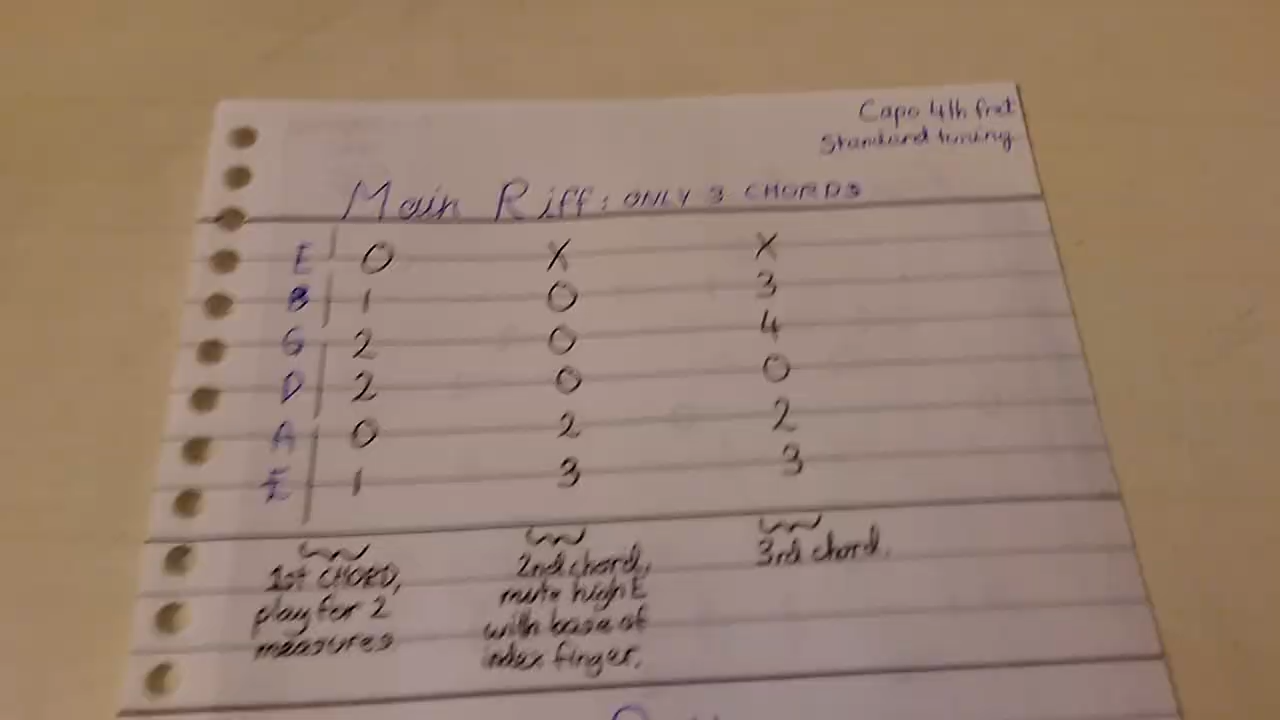 Capo 4th fret
Standard tuning
Main Riff: ONLY 3 CHORDS
E 0 X X
B 1 0 3
G 2 0 4
D 2 0 0
A 0 2 2
E 1 3 3
1st CHORD, play for 2 measures
2nd chord, mute high E with base of index finger.
3rd chord.